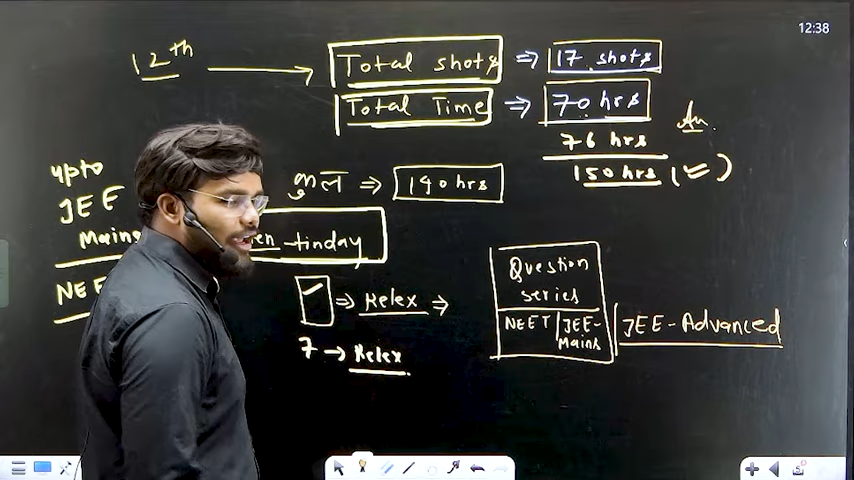 12:38
12th → Total shots ⇒ 17 shots
Total Time ⇒ 70 hrs
76 hrs
150 hrs
upto
JEE
Mains
NEE
कुल ⇒ 140 hrs
tinday
⇒ Relex ⇒
7 → Relex
Question
series
NEET | JEE-
Mains
JEE-Advanced